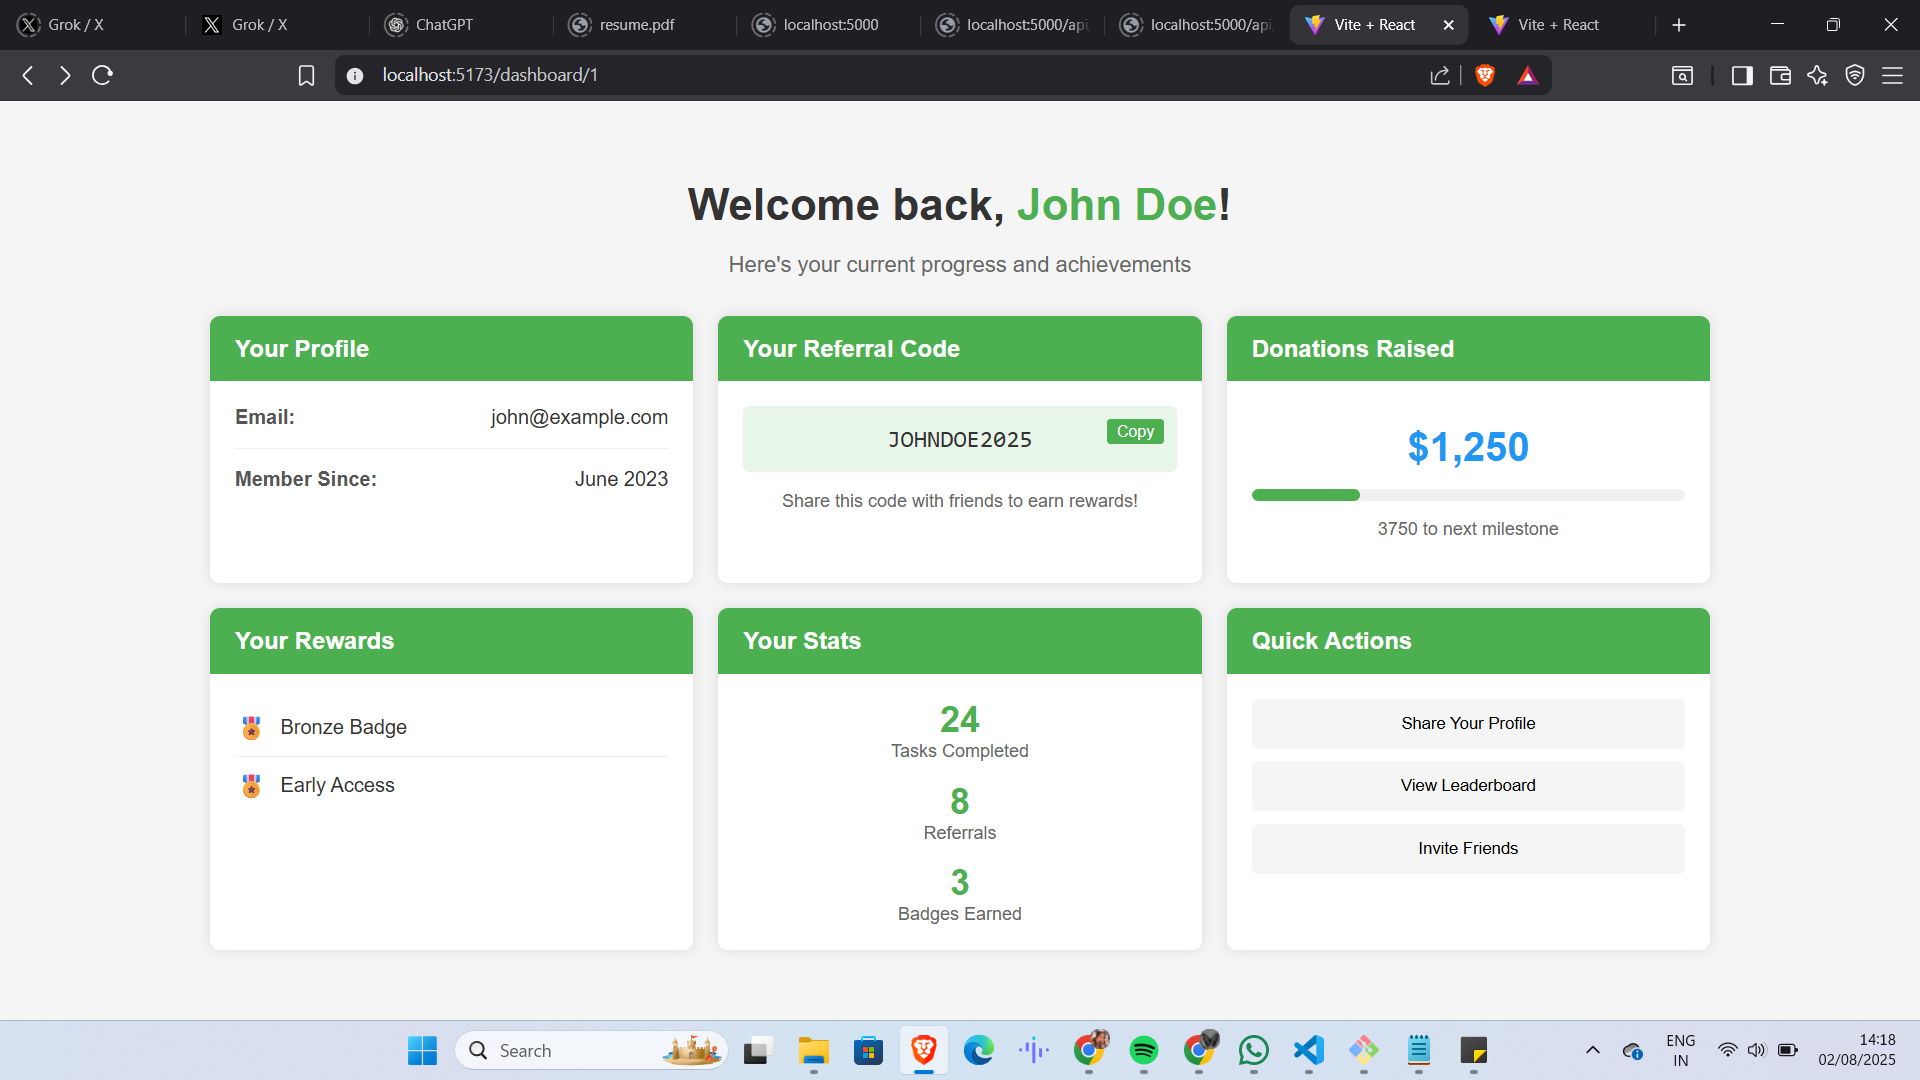 Grok / X
Grok / X
ChatGPT
resume.pdf
localhost:5000
localhost:5000/api
localhost:5000/api
Vite + React
Vite + React
localhost:5173/dashboard/1
Welcome back, John Doe!
Here's your current progress and achievements
Your Profile
Email: john@example.com
Member Since: June 2023
Your Referral Code
JOHNDOE2025
Copy
Share this code with friends to earn rewards!
Donations Raised
$1,250
3750 to next milestone
Your Rewards
Bronze Badge
Early Access
Your Stats
24
Tasks Completed
8
Referrals
3
Badges Earned
Quick Actions
Share Your Profile
View Leaderboard
Invite Friends
Search
ENG
IN
14:18
02/08/2025